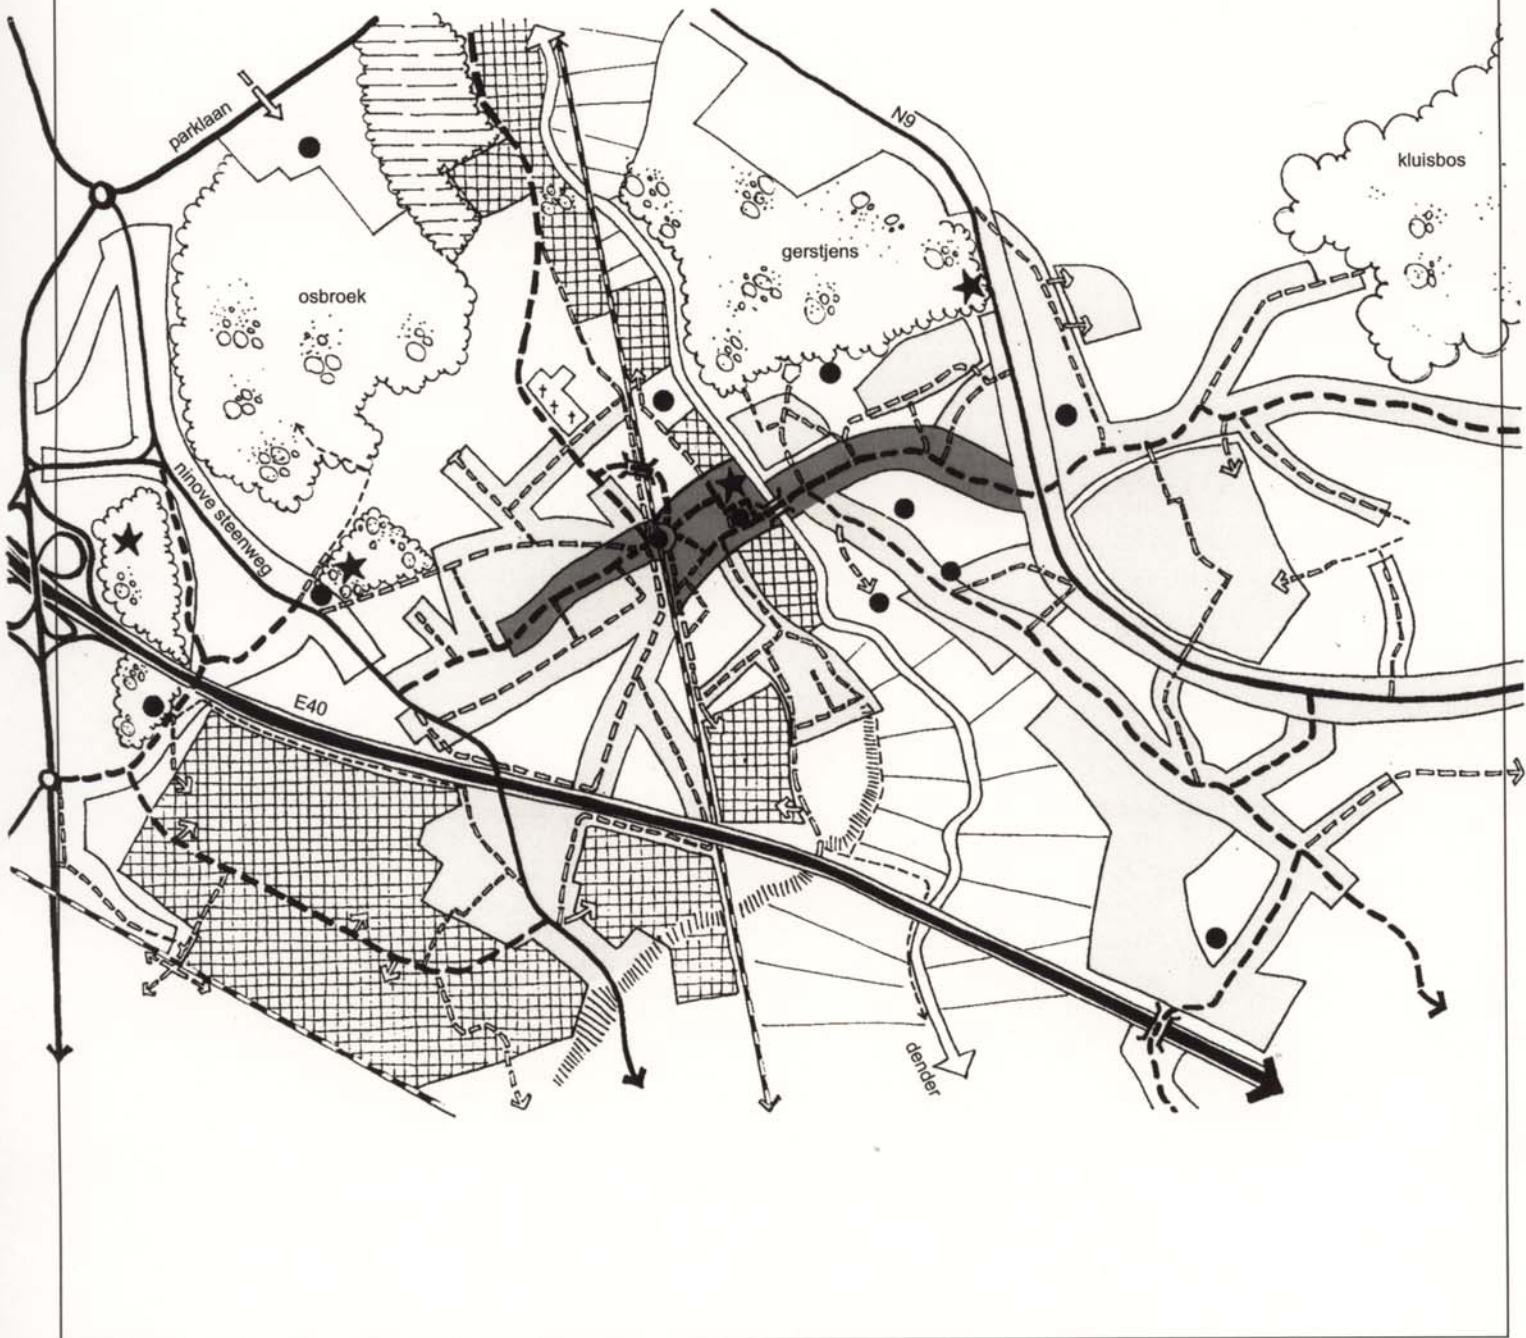 parklaan
N9
kluisbos
gerstjens
osbroek
ninove steenweg
E40
dender